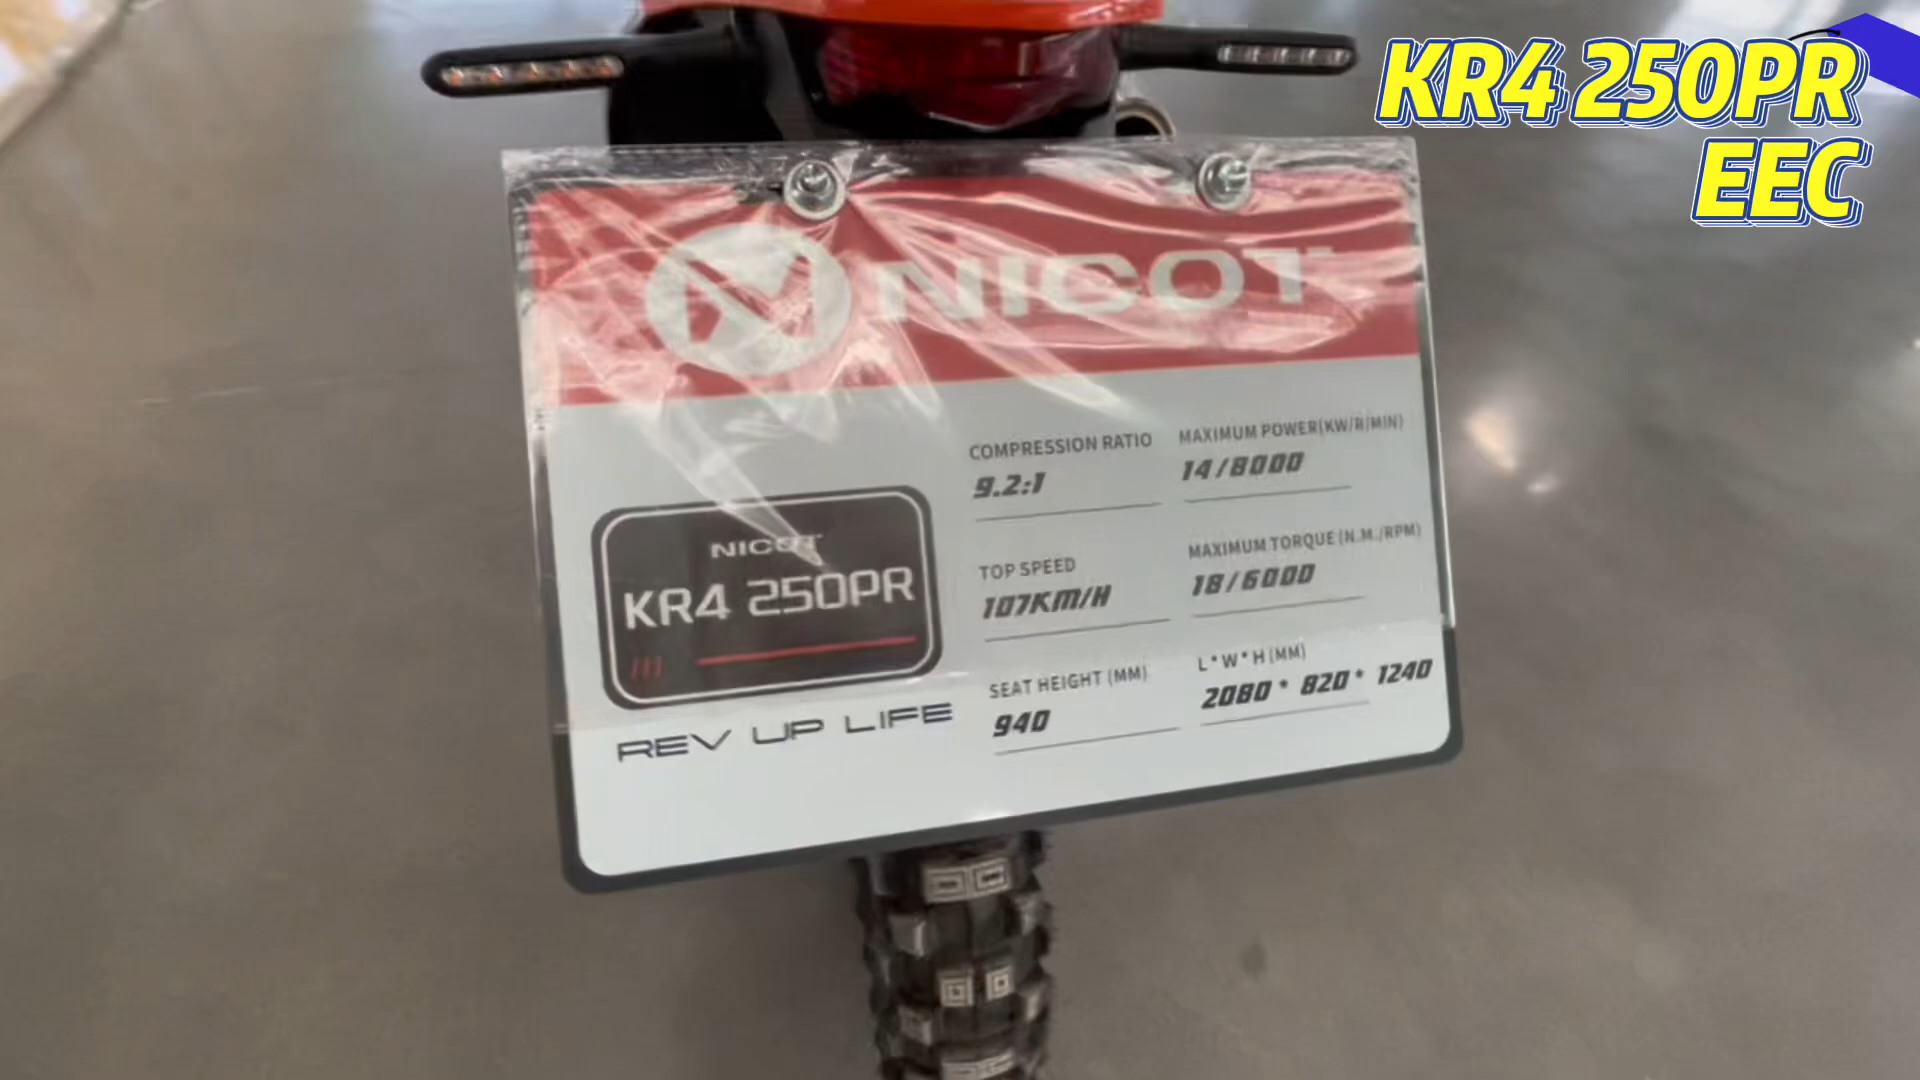 KR4 250PR
EEC
NICOT
COMPRESSION RATIO
9.2:1
MAXIMUM POWER(KW/R/MIN)
14/8000
TOP SPEED
107KM/H
MAXIMUM TORQUE (N.M./RPM)
18/6000
SEAT HEIGHT (MM)
940
L*W*H (MM)
2080 * 820 * 1240
NICOT
KR4 250PR
REV UP LIFE